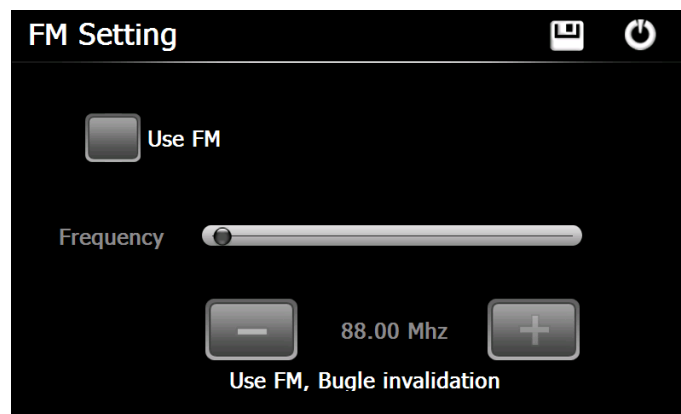 FM Setting
Use FM
Frequency
88.00 Mhz
Use FM, Bugle invalidation